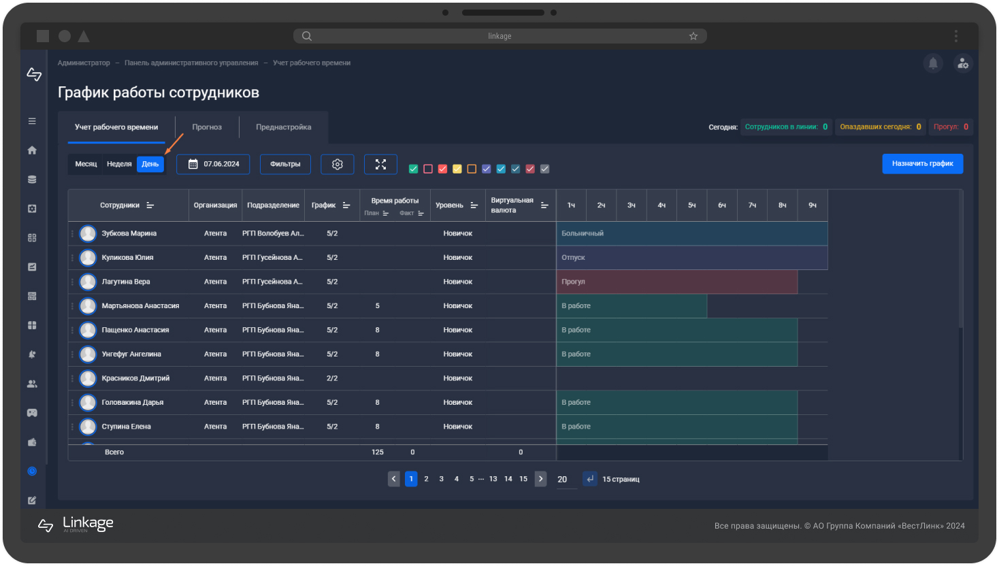 linkage
Администратор – Панель административного управления – Учет рабочего времени
График работы сотрудников
Учет рабочего времени Прогноз Преднастройка
Сегодня: Сотрудников в линии: 0 Опаздавших сегодня: 0 Прогул: 0
Месяц Неделя День 07.06.2024 Фильтры Назначить график
Сотрудники Организация Подразделение График Время работы План Факт Уровень Виртуальная валюта 1ч 2ч 3ч 4ч 5ч 6ч 7ч 8ч 9ч
Зубкова Марина Атента РГП Волобуев Ал... 5/2 Новичок Больничный
Куликова Юлия Атента РГП Гусейнова А... 5/2 Новичок Отпуск
Лагутина Вера Атента РГП Гусейнова А... 5/2 Новичок Прогул
Мартьянова Анастасия Атента РГП Бубнова Яна... 5/2 5 Новичок В работе
Пащенко Анастасия Атента РГП Бубнова Яна... 5/2 8 Новичок В работе
Унгефуг Ангелина Атента РГП Бубнова Яна... 5/2 8 Новичок В работе
Красников Дмитрий Атента РГП Бубнова Яна... 2/2 Новичок
Головакина Дарья Атента РГП Бубнова Яна... 5/2 8 Новичок В работе
Ступина Елена Атента РГП Бубнова Яна... 5/2 8 Новичок В работе
Всего 125 0 0
1 2 3 4 5 ... 13 14 15 20 15 страниц
Linkage
AI DRIVEN
Все права защищены. © АО Группа Компаний «ВестЛинк» 2024